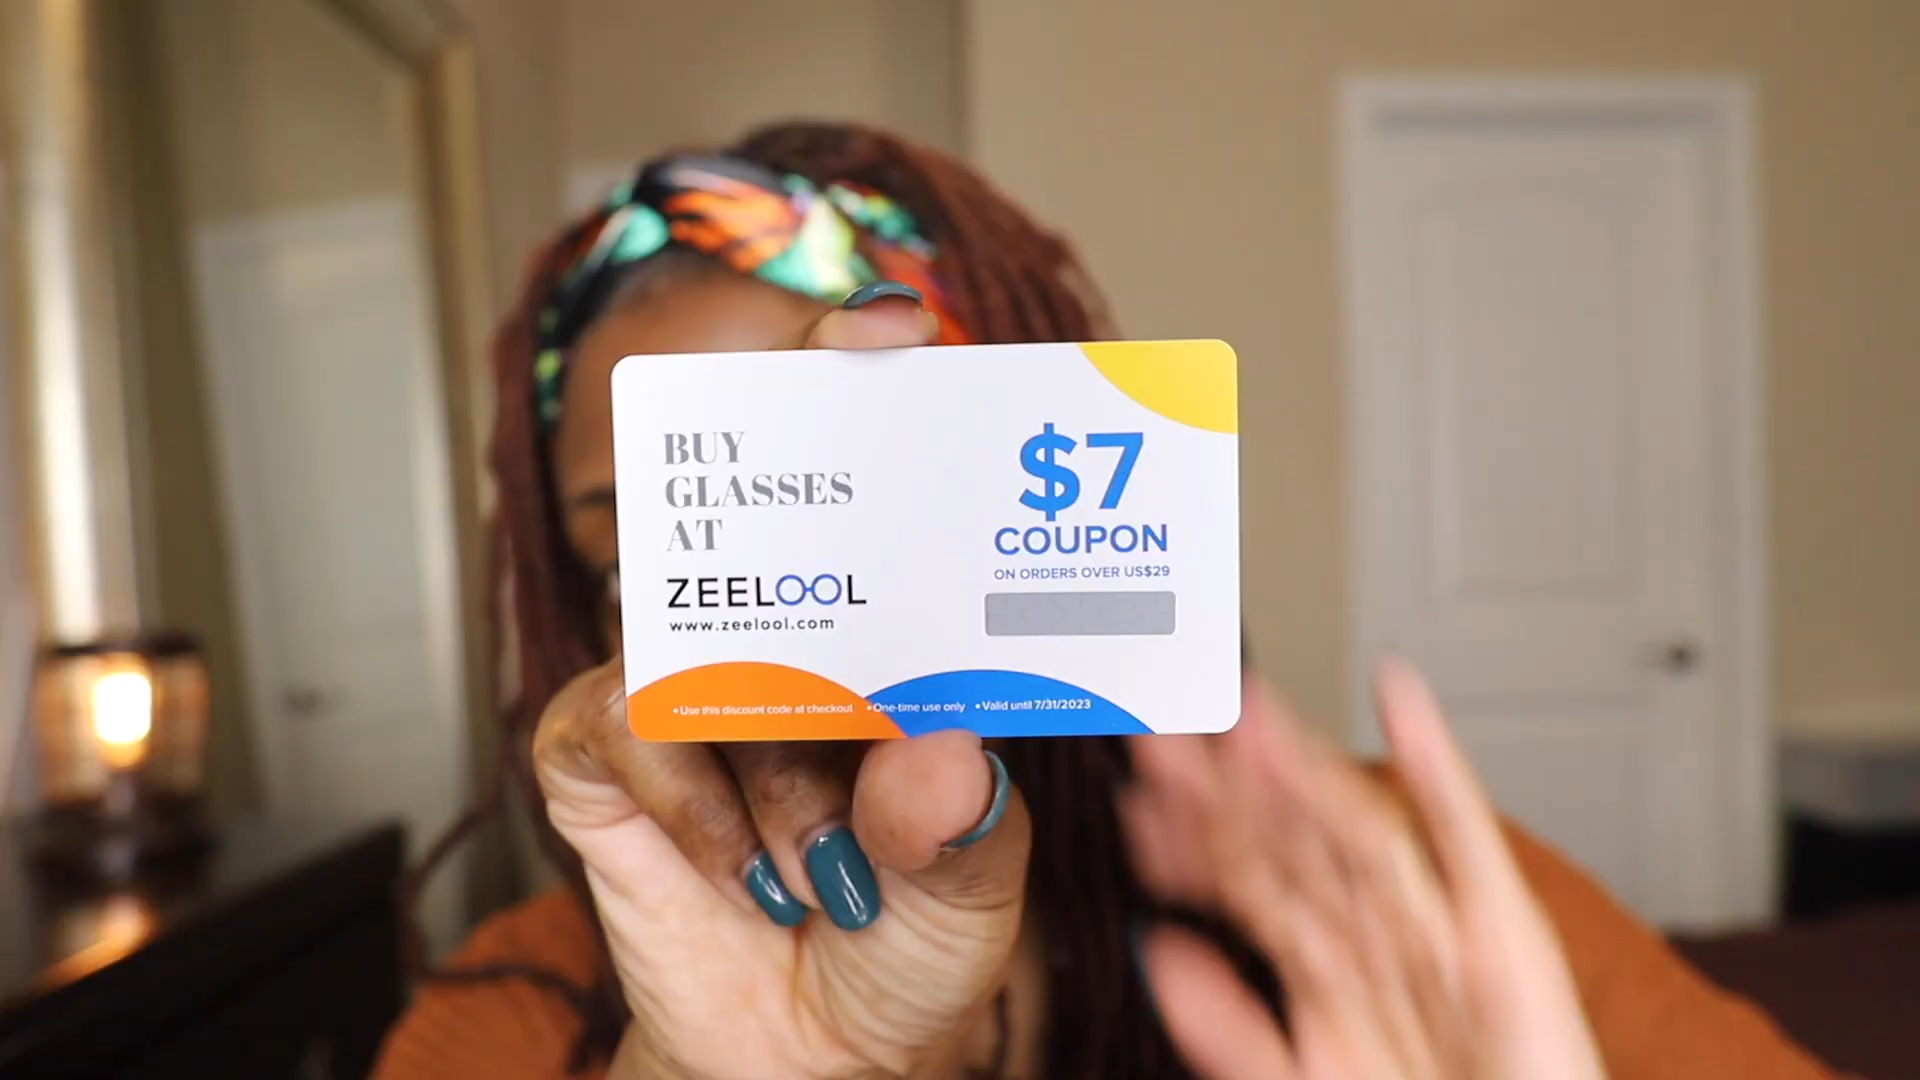 BUY
GLASSES
AT
ZEELOOL
www.zeelool.com
$7
COUPON
ON ORDERS OVER US$29
•Use this discount code at checkout •One-time use only •Valid until 7/31/2023